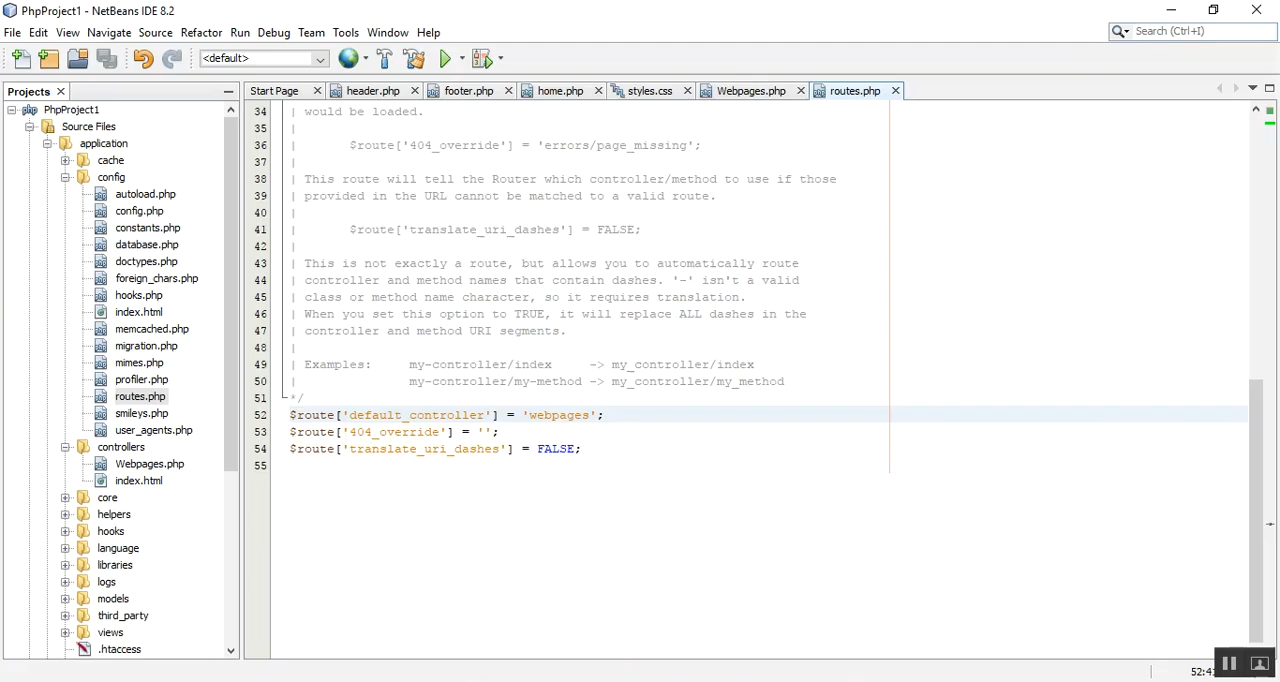 PhpProject1 - NetBeans IDE 8.2
File Edit View Navigate Source Refactor Run Debug Team Tools Window Help
Search (Ctrl+I)
<default>
Projects
Start Page header.php footer.php home.php styles.css Webpages.php routes.php
PhpProject1
Source Files
application
cache
config
autoload.php
config.php
constants.php
database.php
doctypes.php
foreign_chars.php
hooks.php
index.html
memcached.php
migration.php
mimes.php
profiler.php
routes.php
smileys.php
user_agents.php
controllers
Webpages.php
index.html
core
helpers
hooks
language
libraries
logs
models
third_party
views
.htaccess
34 | would be loaded.
35 |
36 | $route['404_override'] = 'errors/page_missing';
37 |
38 | This route will tell the Router which controller/method to use if those
39 | provided in the URL cannot be matched to a valid route.
40 |
41 | $route['translate_uri_dashes'] = FALSE;
42 |
43 | This is not exactly a route, but allows you to automatically route
44 | controller and method names that contain dashes. '-' isn't a valid
45 | class or method name character, so it requires translation.
46 | When you set this option to TRUE, it will replace ALL dashes in the
47 | controller and method URI segments.
48 |
49 | Examples: my-controller/index -> my_controller/index
50 | my-controller/my-method -> my_controller/my_method
51 */
52 $route['default_controller'] = 'webpages';
53 $route['404_override'] = '';
54 $route['translate_uri_dashes'] = FALSE;
55